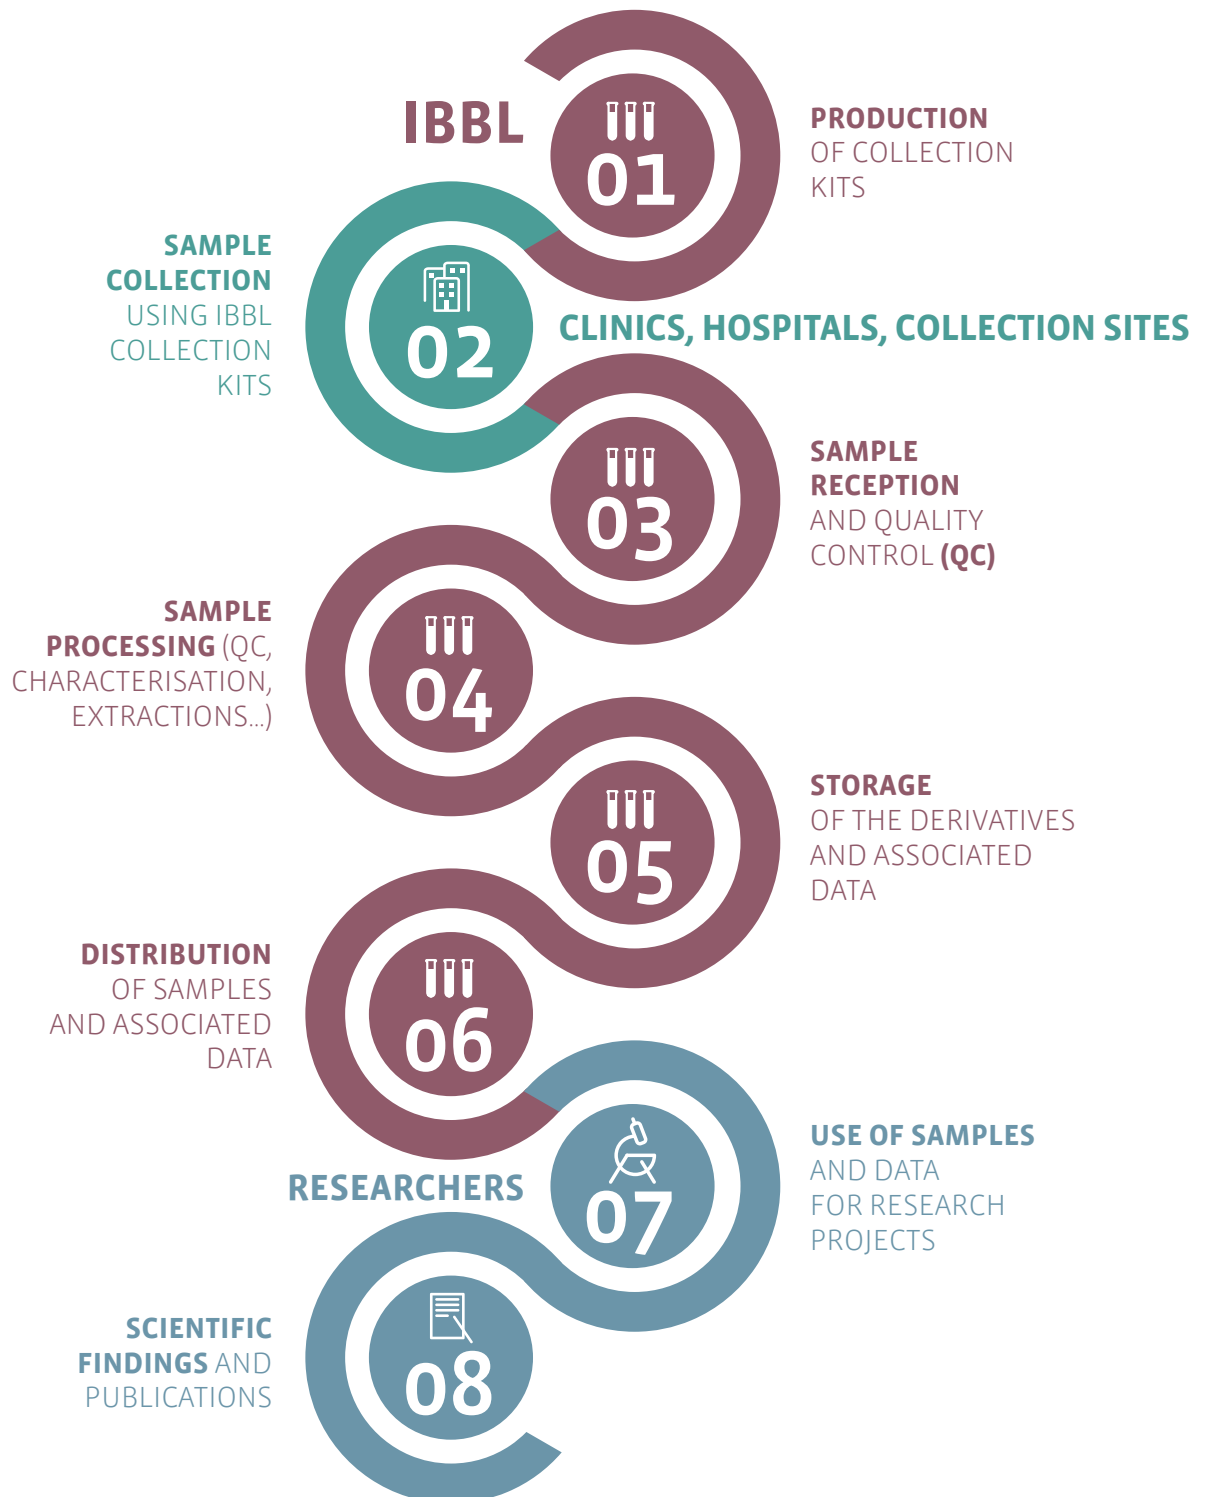 IBBL
01
PRODUCTION
OF COLLECTION
KITS
SAMPLE
COLLECTION
USING IBBL
COLLECTION
KITS
02
CLINICS, HOSPITALS, COLLECTION SITES
03
SAMPLE
RECEPTION
AND QUALITY
CONTROL (QC)
SAMPLE
PROCESSING (QC,
CHARACTERISATION,
EXTRACTIONS...)
04
05
STORAGE
OF THE DERIVATIVES
AND ASSOCIATED
DATA
DISTRIBUTION
OF SAMPLES
AND ASSOCIATED
DATA
06
RESEARCHERS
07
USE OF SAMPLES
AND DATA
FOR RESEARCH
PROJECTS
SCIENTIFIC
FINDINGS AND
PUBLICATIONS
08